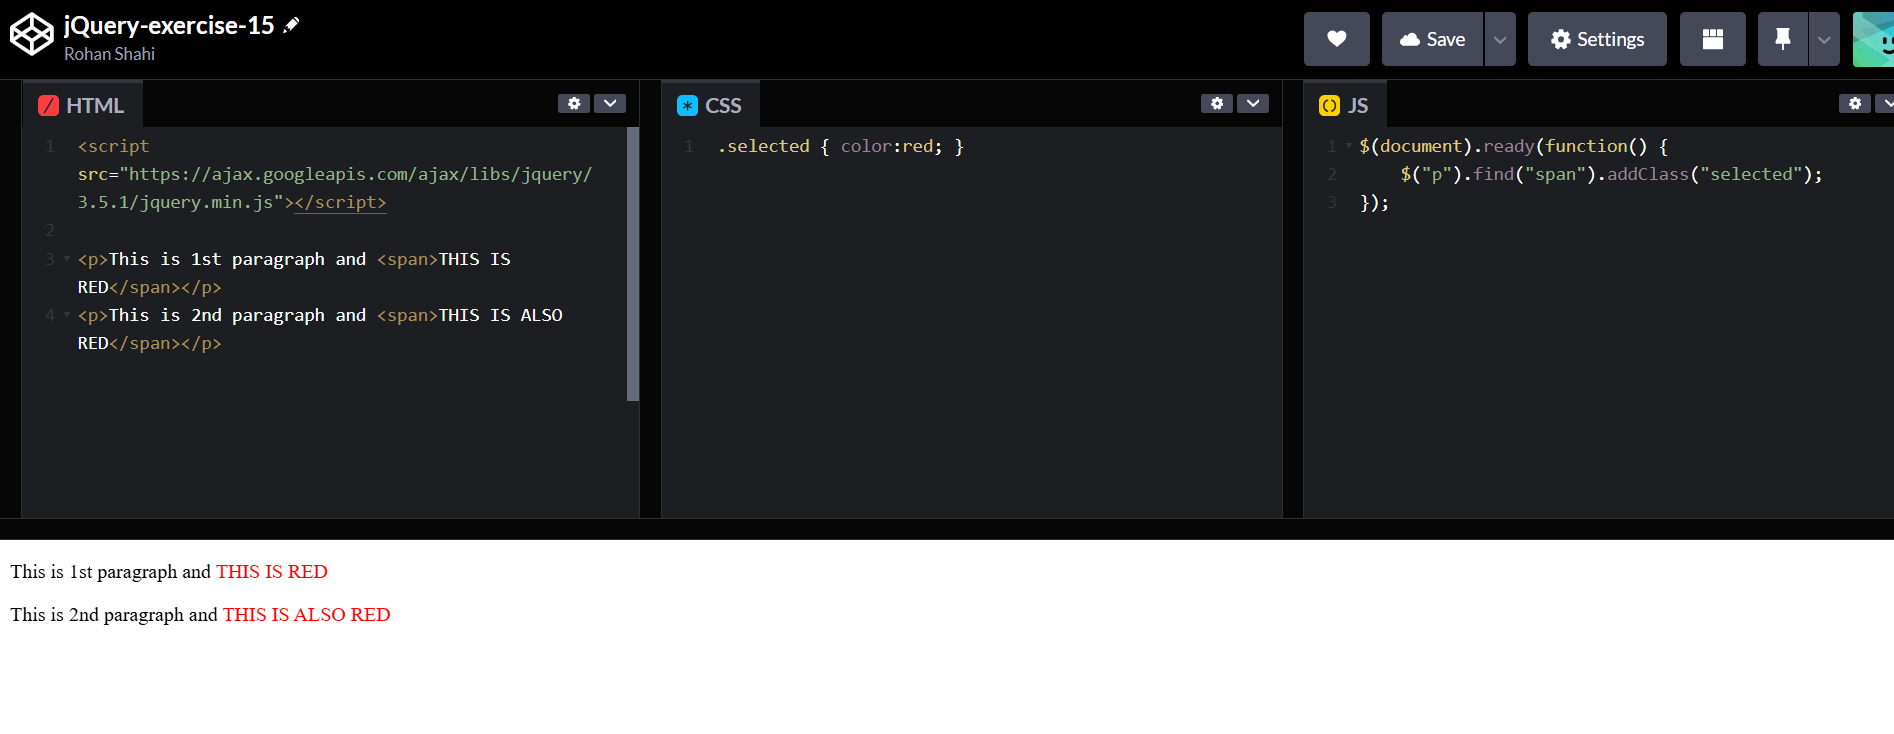 jQuery-exercise-15
Rohan Shahi
Save
Settings
HTML
1 <script
src="https://ajax.googleapis.com/ajax/libs/jquery/
3.5.1/jquery.min.js"></script>
2
3 <p>This is 1st paragraph and <span>THIS IS
RED</span></p>
4 <p>This is 2nd paragraph and <span>THIS IS ALSO
RED</span></p>
CSS
1 .selected { color:red; }
JS
1 $(document).ready(function() {
2 $("p").find("span").addClass("selected");
3 });
This is 1st paragraph and THIS IS RED
This is 2nd paragraph and THIS IS ALSO RED